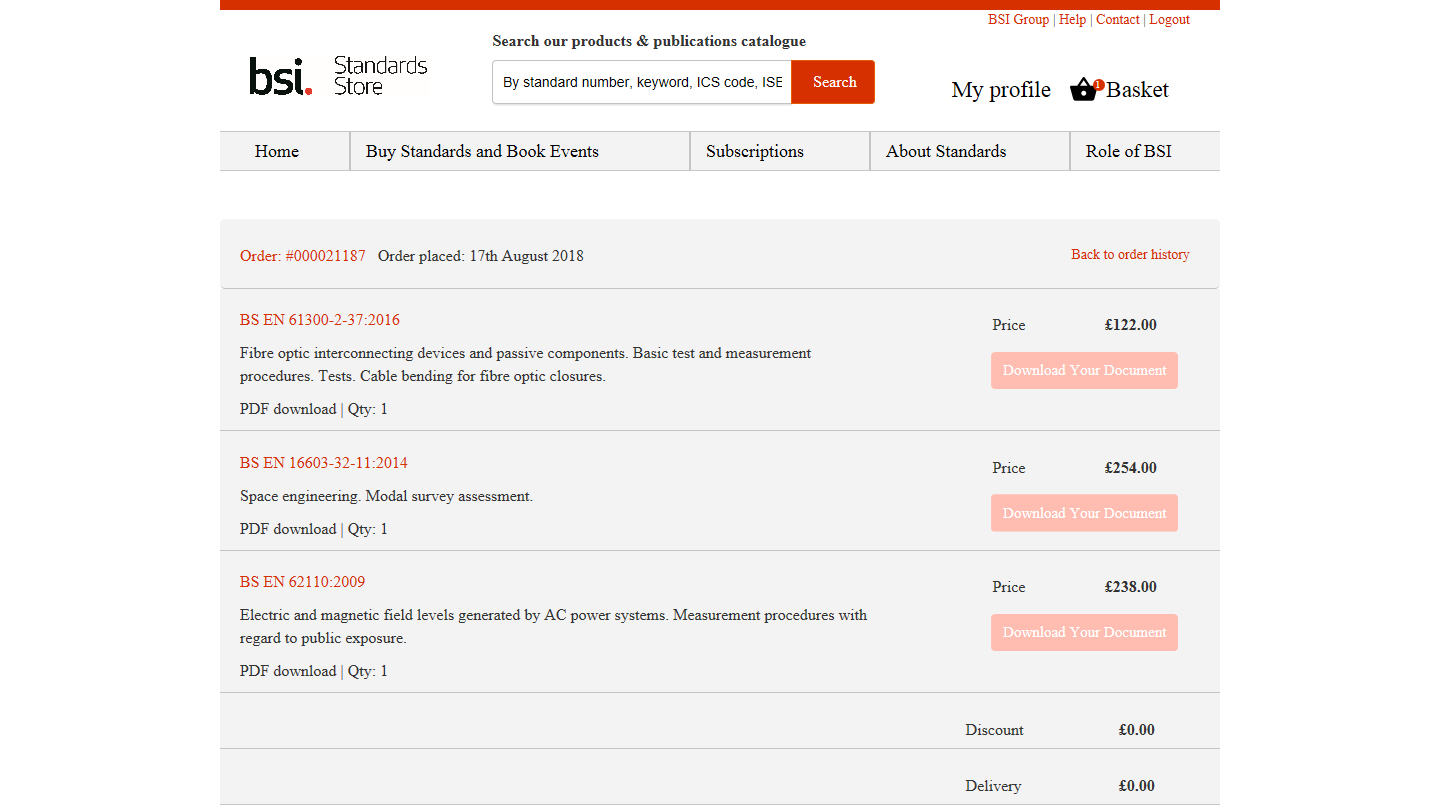 BSI Group | Help | Contact | Logout
Search our products & publications catalogue
bsi.
Standards
Store
By standard number, keyword, ICS code, ISB
Search
My profile
1
Basket
Home
Buy Standards and Book Events
Subscriptions
About Standards
Role of BSI
Order: #000021187 Order placed: 17th August 2018
Back to order history
BS EN 61300-2-37:2016
Price £122.00
Fibre optic interconnecting devices and passive components. Basic test and measurement
procedures. Tests. Cable bending for fibre optic closures.
Download Your Document
PDF download | Qty: 1
BS EN 16603-32-11:2014
Price £254.00
Space engineering. Modal survey assessment.
Download Your Document
PDF download | Qty: 1
BS EN 62110:2009
Price £238.00
Electric and magnetic field levels generated by AC power systems. Measurement procedures with
regard to public exposure.
Download Your Document
PDF download | Qty: 1
Discount £0.00
Delivery £0.00